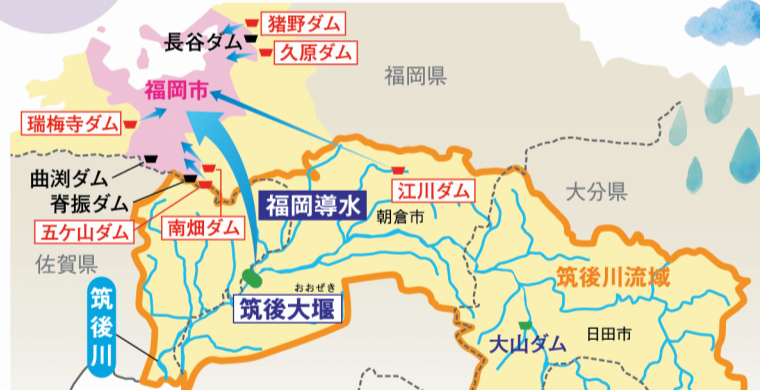 猪野ダム
長谷ダム
久原ダム
福岡県
福岡市
瑞梅寺ダム
曲渕ダム
江川ダム
大分県
脊振ダム
福岡導水
朝倉市
五ケ山ダム
南畑ダム
佐賀県
筑後川流域
おおぜき
筑後大堰
筑後川
日田市
大山ダム